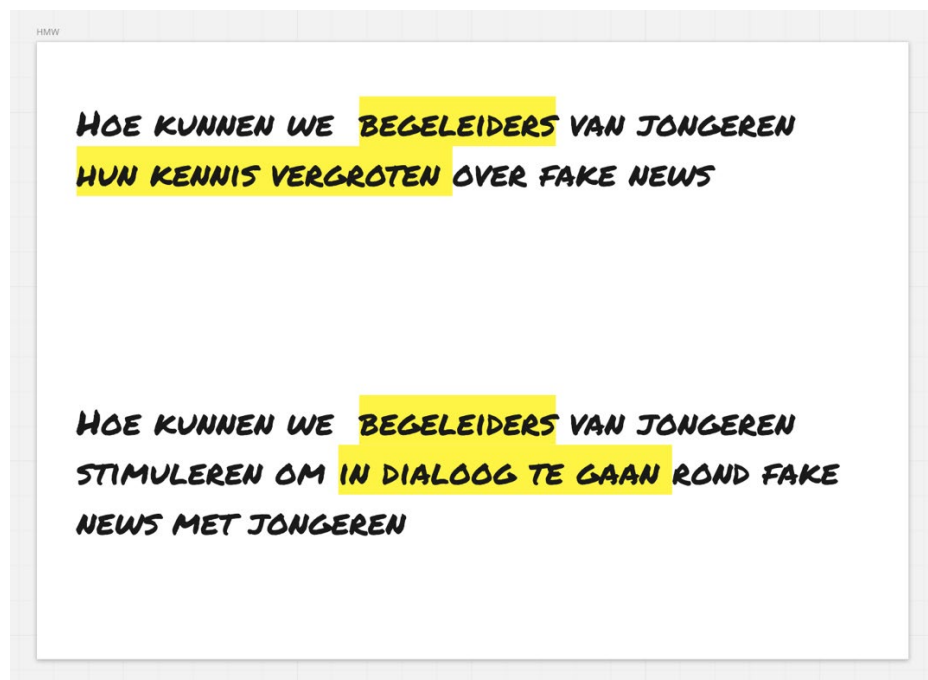 HMW
HOE KUNNEN WE BEGELEIDERS VAN JONGEREN
HUN KENNIS VERGROTEN OVER FAKE NEWS
HOE KUNNEN WE BEGELEIDERS VAN JONGEREN
STIMULEREN OM IN DIALOOG TE GAAN ROND FAKE
NEWS MET JONGEREN